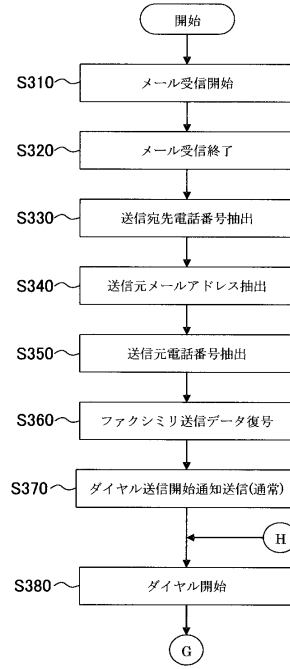 開始
S310 メール受信開始
S320 メール受信終了
S330 送信宛先電話番号抽出
S340 送信元メールアドレス抽出
S350 送信元電話番号抽出
S360 ファクシミリ送信データ復号
S370 ダイヤル送信開始通知送信(通常)
H
S380 ダイヤル開始
G